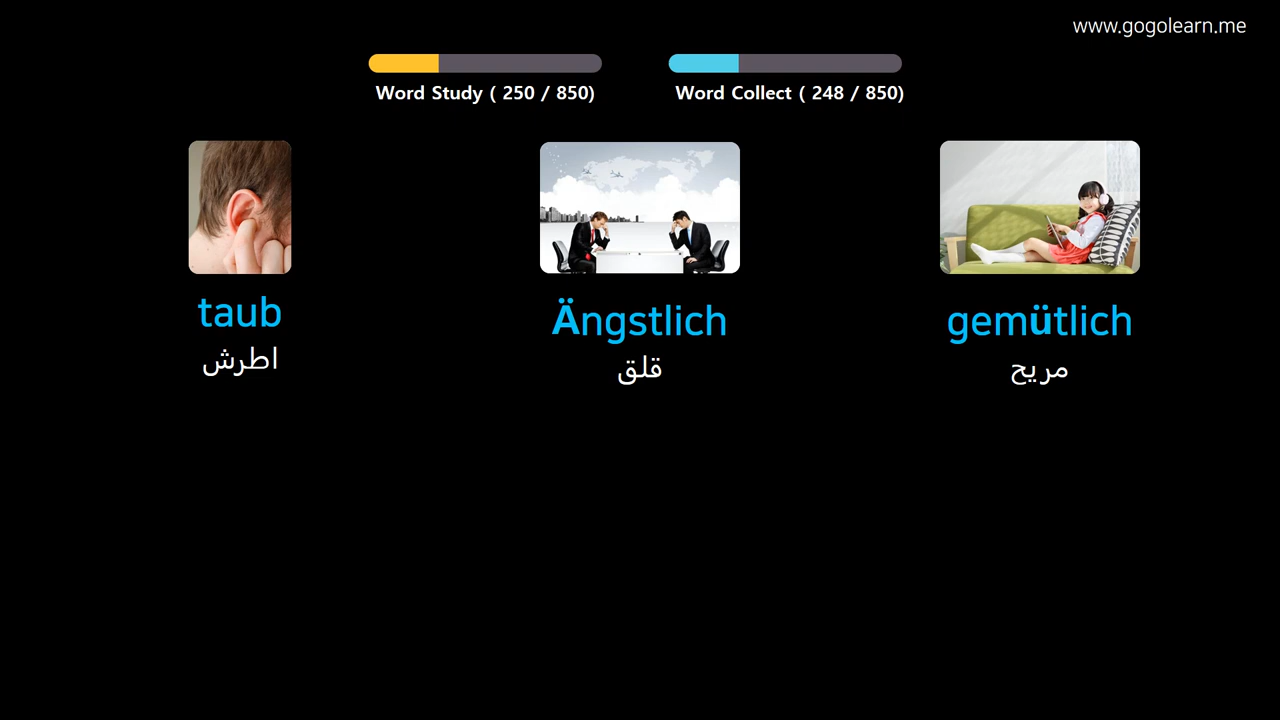 www.gogolearn.me
Word Study ( 250 / 850)
Word Collect ( 248 / 850)
taub
اطرش
Ängstlich
قلق
gemütlich
مريح